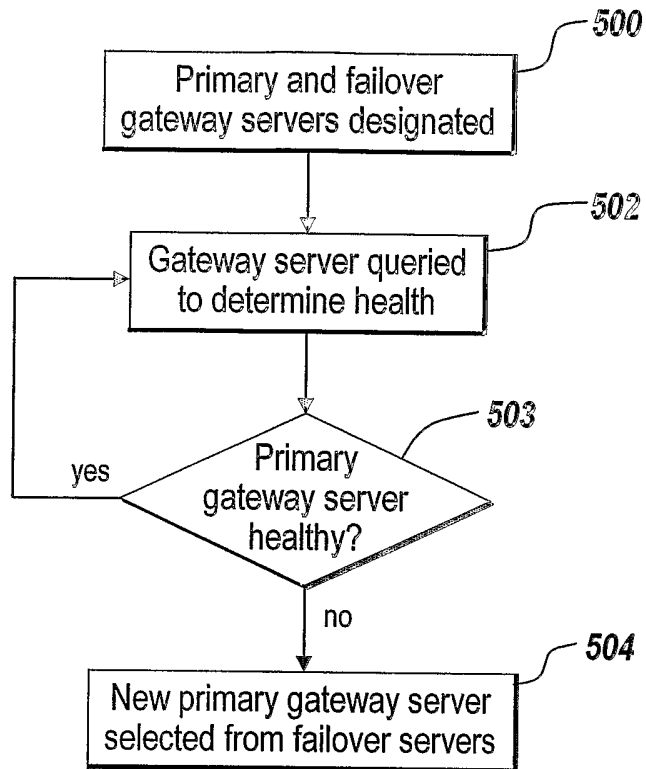 500
Primary and failover
gateway servers designated
502
Gateway server queried
to determine health
503
yes
Primary
gateway server
healthy?
no
504
New primary gateway server
selected from failover servers